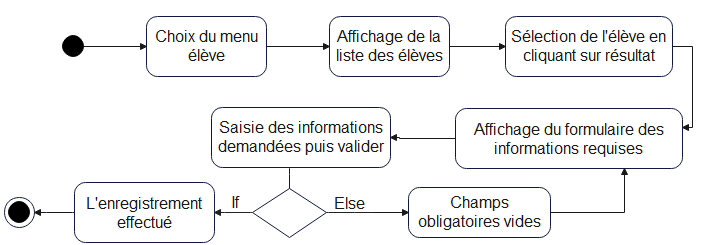 Choix du menu
élève
Affichage de la
liste des élèves
Sélection de l'élève en
cliquant sur résultat
Affichage du formulaire des
informations requises
Saisie des informations
demandées puis valider
If
Else
L'enregistrement
effectué
Champs
obligatoires vides